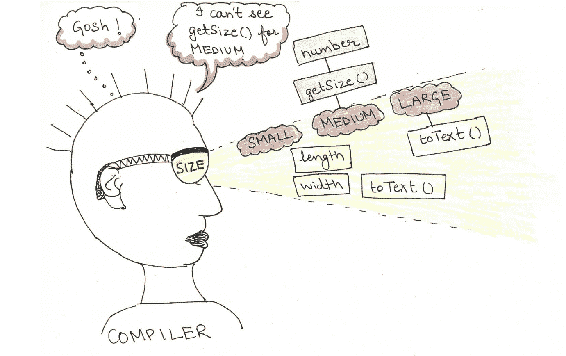 Gosh!
I can't see
getSize() for
MEDIUM
number
getSize()
SMALL
MEDIUM
LARGE
toText()
length
width
toText()
SIZE
COMPILER